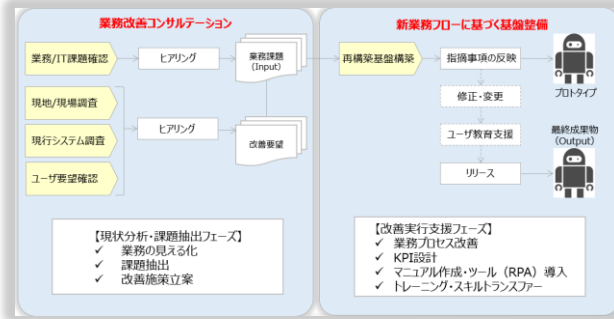 業務改善コンサルテーション
業務/IT課題確認
ヒアリング
業務課題
(Input)
現地/現場調査
現行システム調査
ユーザ要望確認
ヒアリング
改善要望
【現状分析・課題抽出フェーズ】
✓ 業務の見える化
✓ 課題抽出
✓ 改善施策立案
新業務フローに基づく基盤整備
再構築基盤構築
指摘事項の反映
プロトタイプ
修正・変更
ユーザ教育支援
リリース
最終成果物
(Output)
【改善実行支援フェーズ】
✓ 業務プロセス改善
✓ KPI設計
✓ マニュアル作成・ツール（RPA）導入
✓ トレーニング・スキルトランスファー